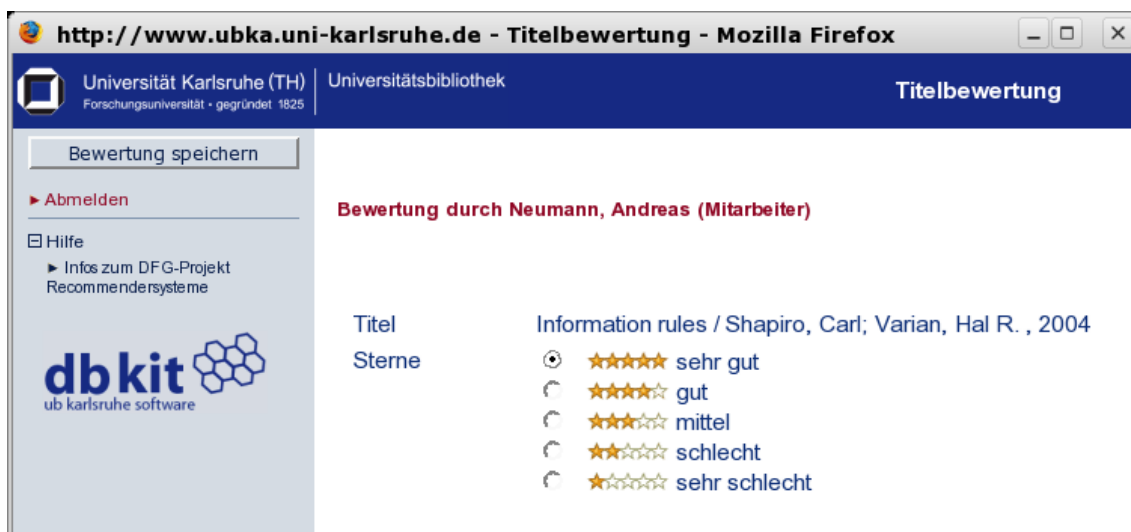 http://www.ubka.uni-karlsruhe.de - Titelbewertung - Mozilla Firefox
Universität Karlsruhe (TH)
Forschungsuniversität • gegründet 1825
Universitätsbibliothek
Titelbewertung
Bewertung speichern
Abmelden
Hilfe
Infos zum DFG-Projekt
Recommendersysteme
dbkit
ub karlsruhe software
Bewertung durch Neumann, Andreas (Mitarbeiter)
Titel Information rules / Shapiro, Carl; Varian, Hal R. , 2004
Sterne sehr gut
gut
mittel
schlecht
sehr schlecht